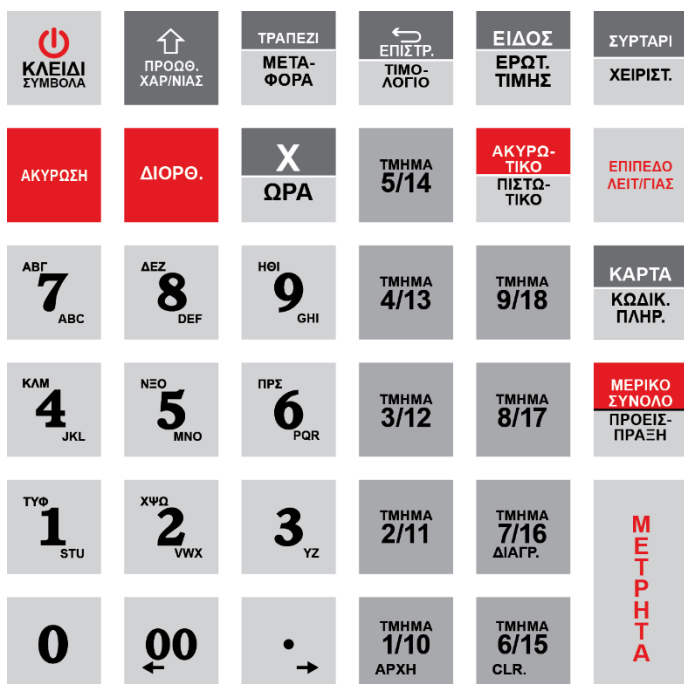 ΚΛΕΙΔΙ
ΣΥΜΒΟΛΑ
ΠΡΟΩΘ.
ΧΑΡ/ΝΙΑΣ
ΤΡΑΠΕΖΙ
ΜΕΤΑ-
ΦΟΡΑ
ΕΠΙΣΤΡ.
ΤΙΜΟ-
ΛΟΓΙΟ
ΕΙΔΟΣ
ΕΡΩΤ.
ΤΙΜΗΣ
ΣΥΡΤΑΡΙ
ΧΕΙΡΙΣΤ.
ΑΚΥΡΩΣΗ
ΔΙΟΡΘ.
X
ΩΡΑ
ΤΜΗΜΑ
5/14
ΑΚΥΡΩ-
ΤΙΚΟ
ΠΙΣΤΩ-
ΤΙΚΟ
ΕΠΙΠΕΔΟ
ΛΕΙΤ/ΓΙΑΣ
ΑΒΓ
7
ABC
ΔΕΖ
8
DEF
ΗΘΙ
9
GHI
ΤΜΗΜΑ
4/13
ΤΜΗΜΑ
9/18
ΚΑΡΤΑ
ΚΩΔΙΚ.
ΠΛΗΡ.
ΚΛΜ
4
JKL
ΝΞΟ
5
MNO
ΠΡΣ
6
PQR
ΤΜΗΜΑ
3/12
ΤΜΗΜΑ
8/17
ΜΕΡΙΚΟ
ΣΥΝΟΛΟ
ΠΡΟΕΙΣ-
ΠΡΑΞΗ
ΤΥΦ
1
STU
ΧΨΩ
2
VWX
3
YZ
ΤΜΗΜΑ
2/11
ΤΜΗΜΑ
7/16
ΔΙΑΓΡ.
ΜΕΤΡΗΤΑ
0
00
.
ΤΜΗΜΑ
1/10
ΑΡΧΗ
ΤΜΗΜΑ
6/15
CLR.